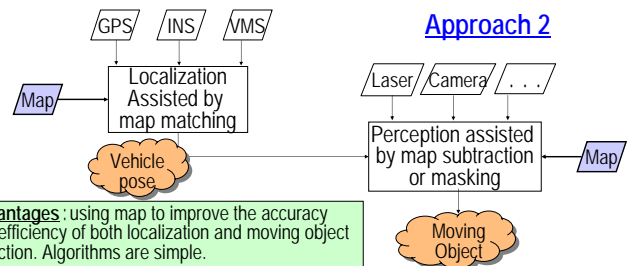 Approach 2
GPS INS VMS
Laser Camera . . .
Map
Localization
Assisted by
map matching
Perception assisted
by map subtraction
or masking
Map
Vehicle
pose
Moving
Object
: using map to improve the accuracy
efficiency of both localization and moving object
Algorithms are simple.